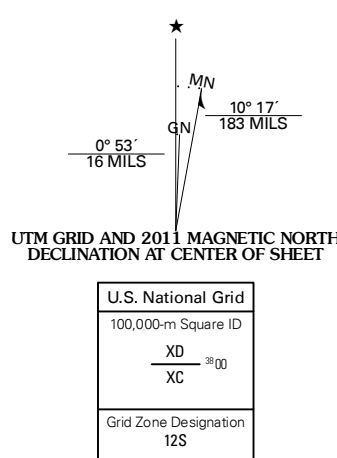 ★
MN
GN
10° 17´
183 MILS
0° 53´
16 MILS
UTM GRID AND 2011 MAGNETIC NORTH
DECLINATION AT CENTER OF SHEET
U.S. National Grid
100,000-m Square ID
XD
³⁸00
XC
Grid Zone Designation
12S